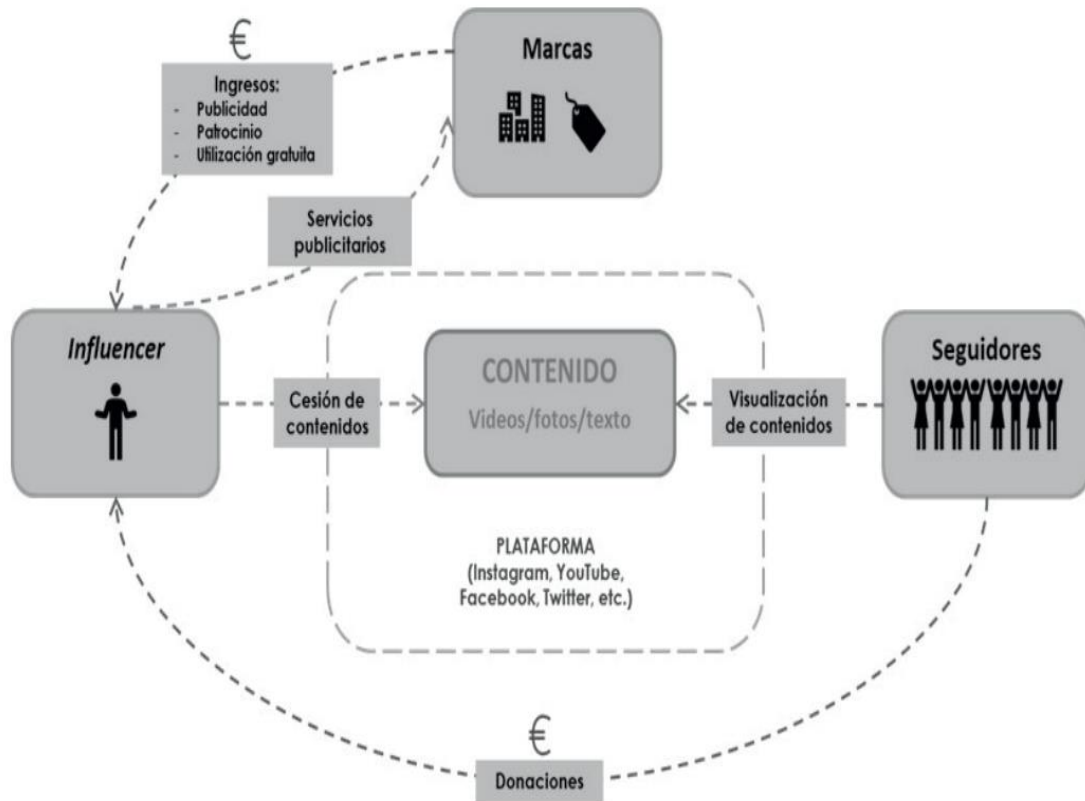 €
Marcas
Ingresos:
- Publicidad
- Patrocinio
- Utilización gratuita
Servicios
publicitarios
Influencer
Cesión de
contenidos
CONTENIDO
Videos/fotos/texto
Visualización
de contenidos
Seguidores
PLATAFORMA
(Instagram, YouTube,
Facebook, Twitter, etc.)
€
Donaciones